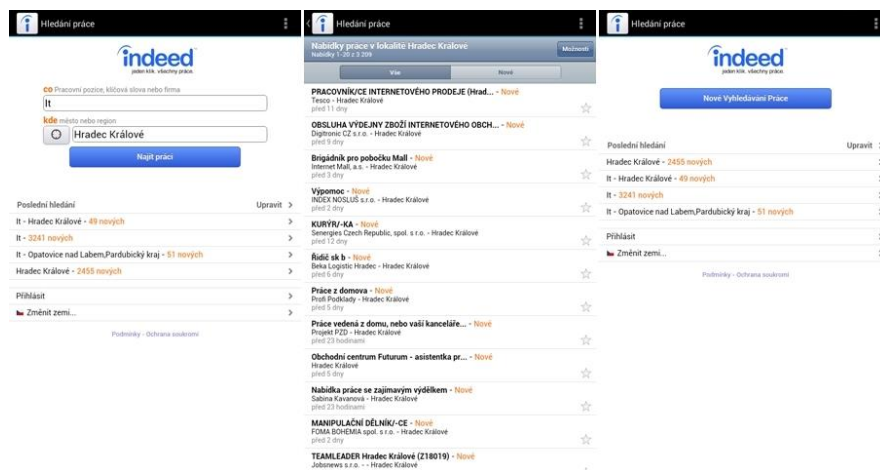 Hledání práce
indeed
jeden klik. všechny práce.
co Pracovní pozice, klíčová slova nebo firma
It
kde město nebo region
Hradec Králové
Najít práci
Poslední hledání Upravit
It - Hradec Králové - 49 nových
It - 3241 nových
It - Opatovice nad Labem,Pardubický kraj - 51 nových
Hradec Králové - 2455 nových
Přihlásit
Změnit zemi...
Podmínky - Ochrana soukromí
Hledání práce
Nabídky práce v lokalitě Hradec Králové
Nabídky 1-20 z 3 209
Možnosti
Vše Nové
PRACOVNÍK/CE INTERNETOVÉHO PRODEJE (Hrad... - Nové
Tesco - Hradec Králové
před 11 dny
OBSLUHA VÝDEJNY ZBOŽÍ INTERNETOVÉHO OBCH... - Nové
Digitronic CZ s.r.o. - Hradec Králové
před 9 dny
Brigádník pro pobočku Mall - Nové
Internet Mall, a.s. - Hradec Králové
před 3 dny
Výpomoc - Nové
INDEX NOSLUŠ s.r.o. - Hradec Králové
před 2 dny
KURÝR/-KA - Nové
Senergies Czech Republic, spol. s r.o. - Hradec Králové
před 12 dny
Řidič sk b - Nové
Beka Logistic Hradec - Hradec Králové
před 6 dny
Práce z domova - Nové
Profi Podklady - Hradec Králové
před 5 dny
Práce vedená z domu, nebo vaší kanceláře... - Nové
Projekt PZD - Hradec Králové
před 23 hodinami
Obchodní centrum Futurum - asistentka pr... - Nové
Hradec Králové
před 5 dny
Nabídka práce se zajímavým výdělkem - Nové
Sabina Kavanová - Hradec Králové
před 23 hodinami
MANIPULAČNÍ DĚLNÍK/-CE - Nové
FOMA BOHEMIA spol. s r.o. - Hradec Králové
před 2 dny
TEAMLEADER Hradec Králové (Z18019) - Nové
Jobsnews s.r.o. - - Hradec Králové
Hledání práce
indeed
jeden klik. všechny práce.
Nové Vyhledávání Práce
Poslední hledání Upravit
Hradec Králové - 2455 nových
It - Hradec Králové - 49 nových
It - 3241 nových
It - Opatovice nad Labem,Pardubický kraj - 51 nových
Přihlásit
Změnit zemi...
Podmínky - Ochrana soukromí